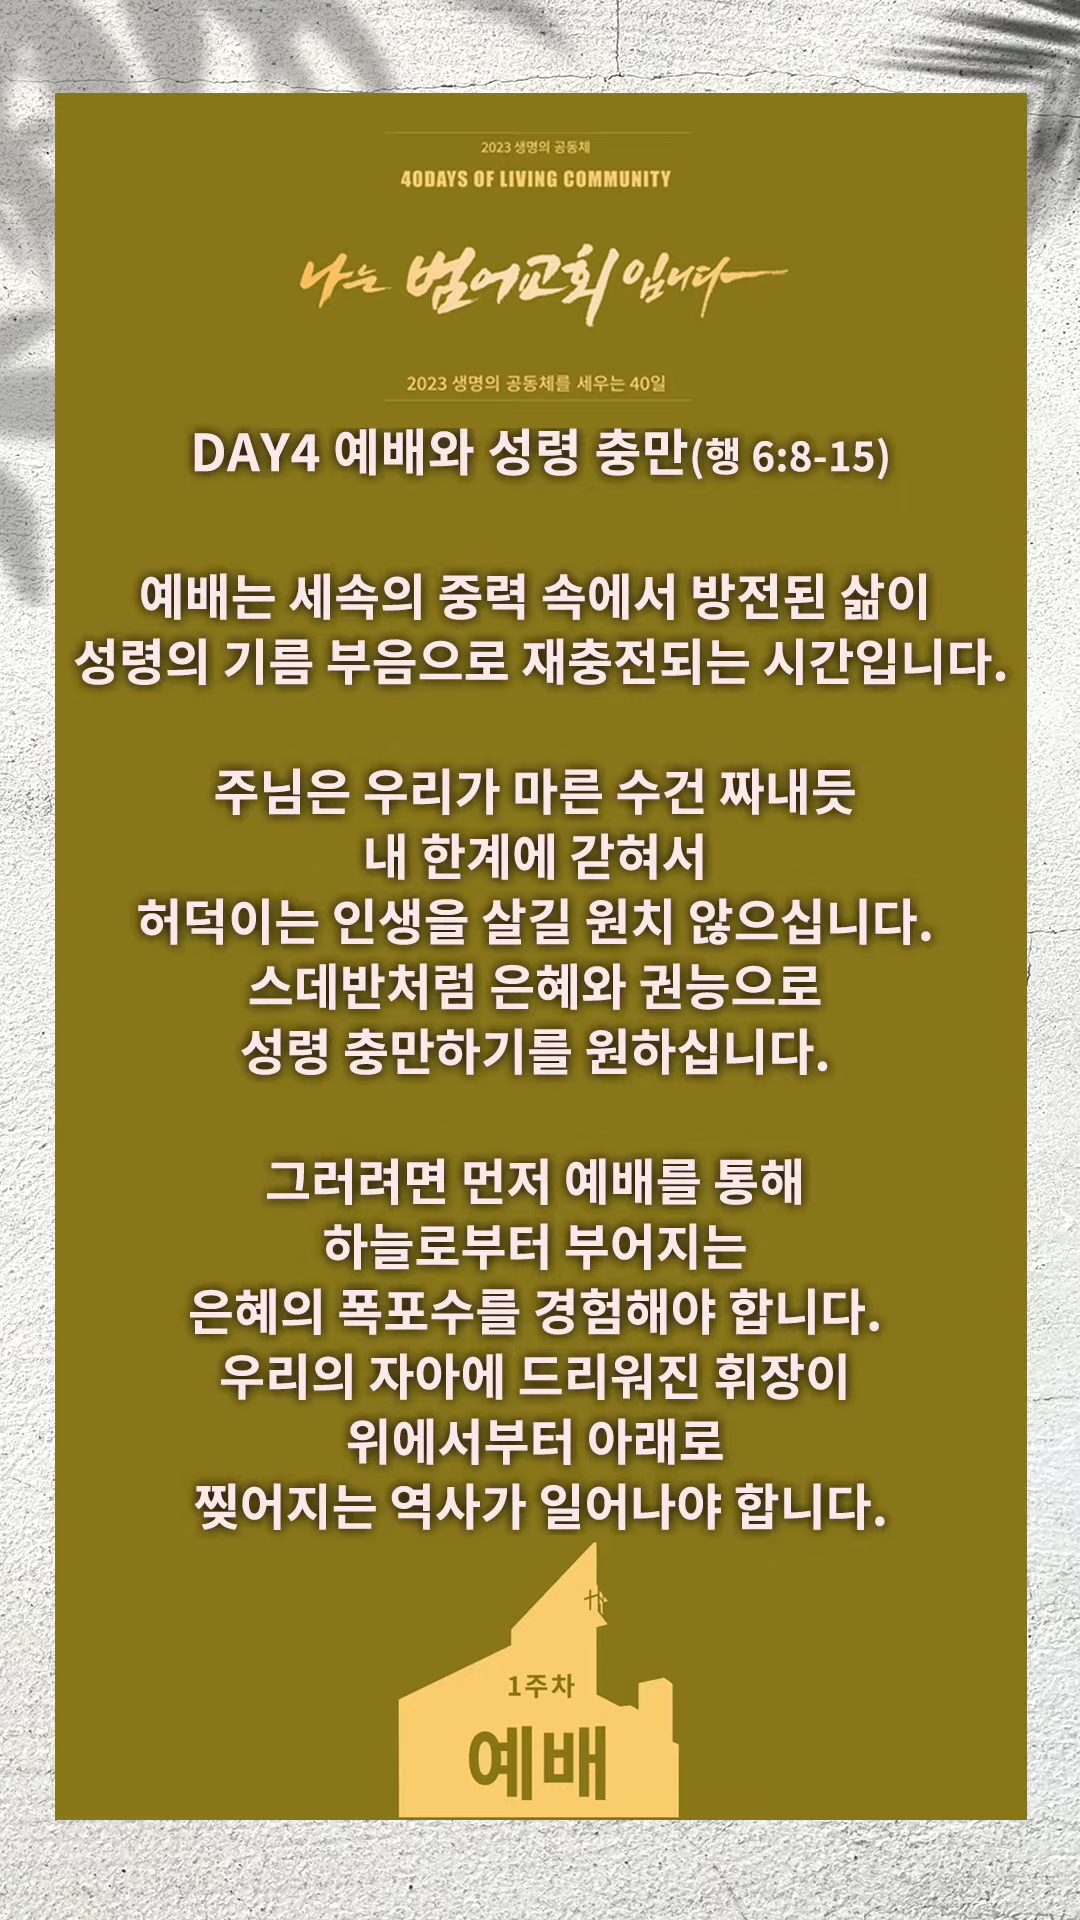 2023 생명의 공동체
40DAYS OF LIVING COMMUNITY
나는 범어교회입니다
2023 생명의 공동체를 세우는 40일
DAY4 예배와 성령 충만(행 6:8-15)
예배는 세속의 중력 속에서 방전된 삶이
성령의 기름 부음으로 재충전되는 시간입니다.
주님은 우리가 마른 수건 짜내듯
내 한계에 갇혀서
허덕이는 인생을 살길 원치 않으십니다.
스데반처럼 은혜와 권능으로
성령 충만하기를 원하십니다.
그러려면 먼저 예배를 통해
하늘로부터 부어지는
은혜의 폭포수를 경험해야 합니다.
우리의 자아에 드리워진 휘장이
위에서부터 아래로
찢어지는 역사가 일어나야 합니다.
1주차
예배